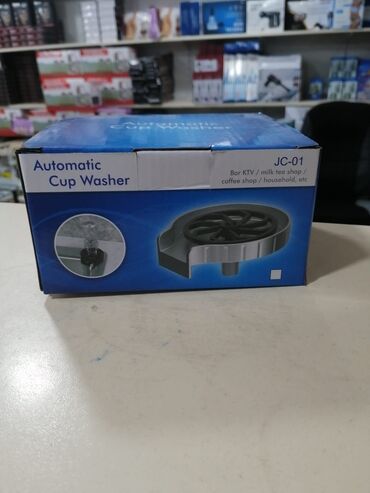 Automatic
Cup Washer
Automatic
Cup Washer
JC-01
Bar KTV / milk tea shop /
coffee shop / household, etc